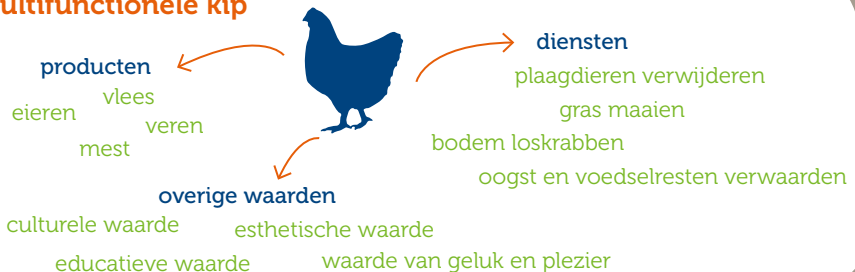 ultifunctionele kip
producten
vlees
eieren
veren
mest
diensten
plaagdieren verwijderen
gras maaien
bodem loskrabben
oogst en voedselresten verwaarden
overige waarden
culturele waarde
esthetische waarde
educatieve waarde
waarde van geluk en plezier